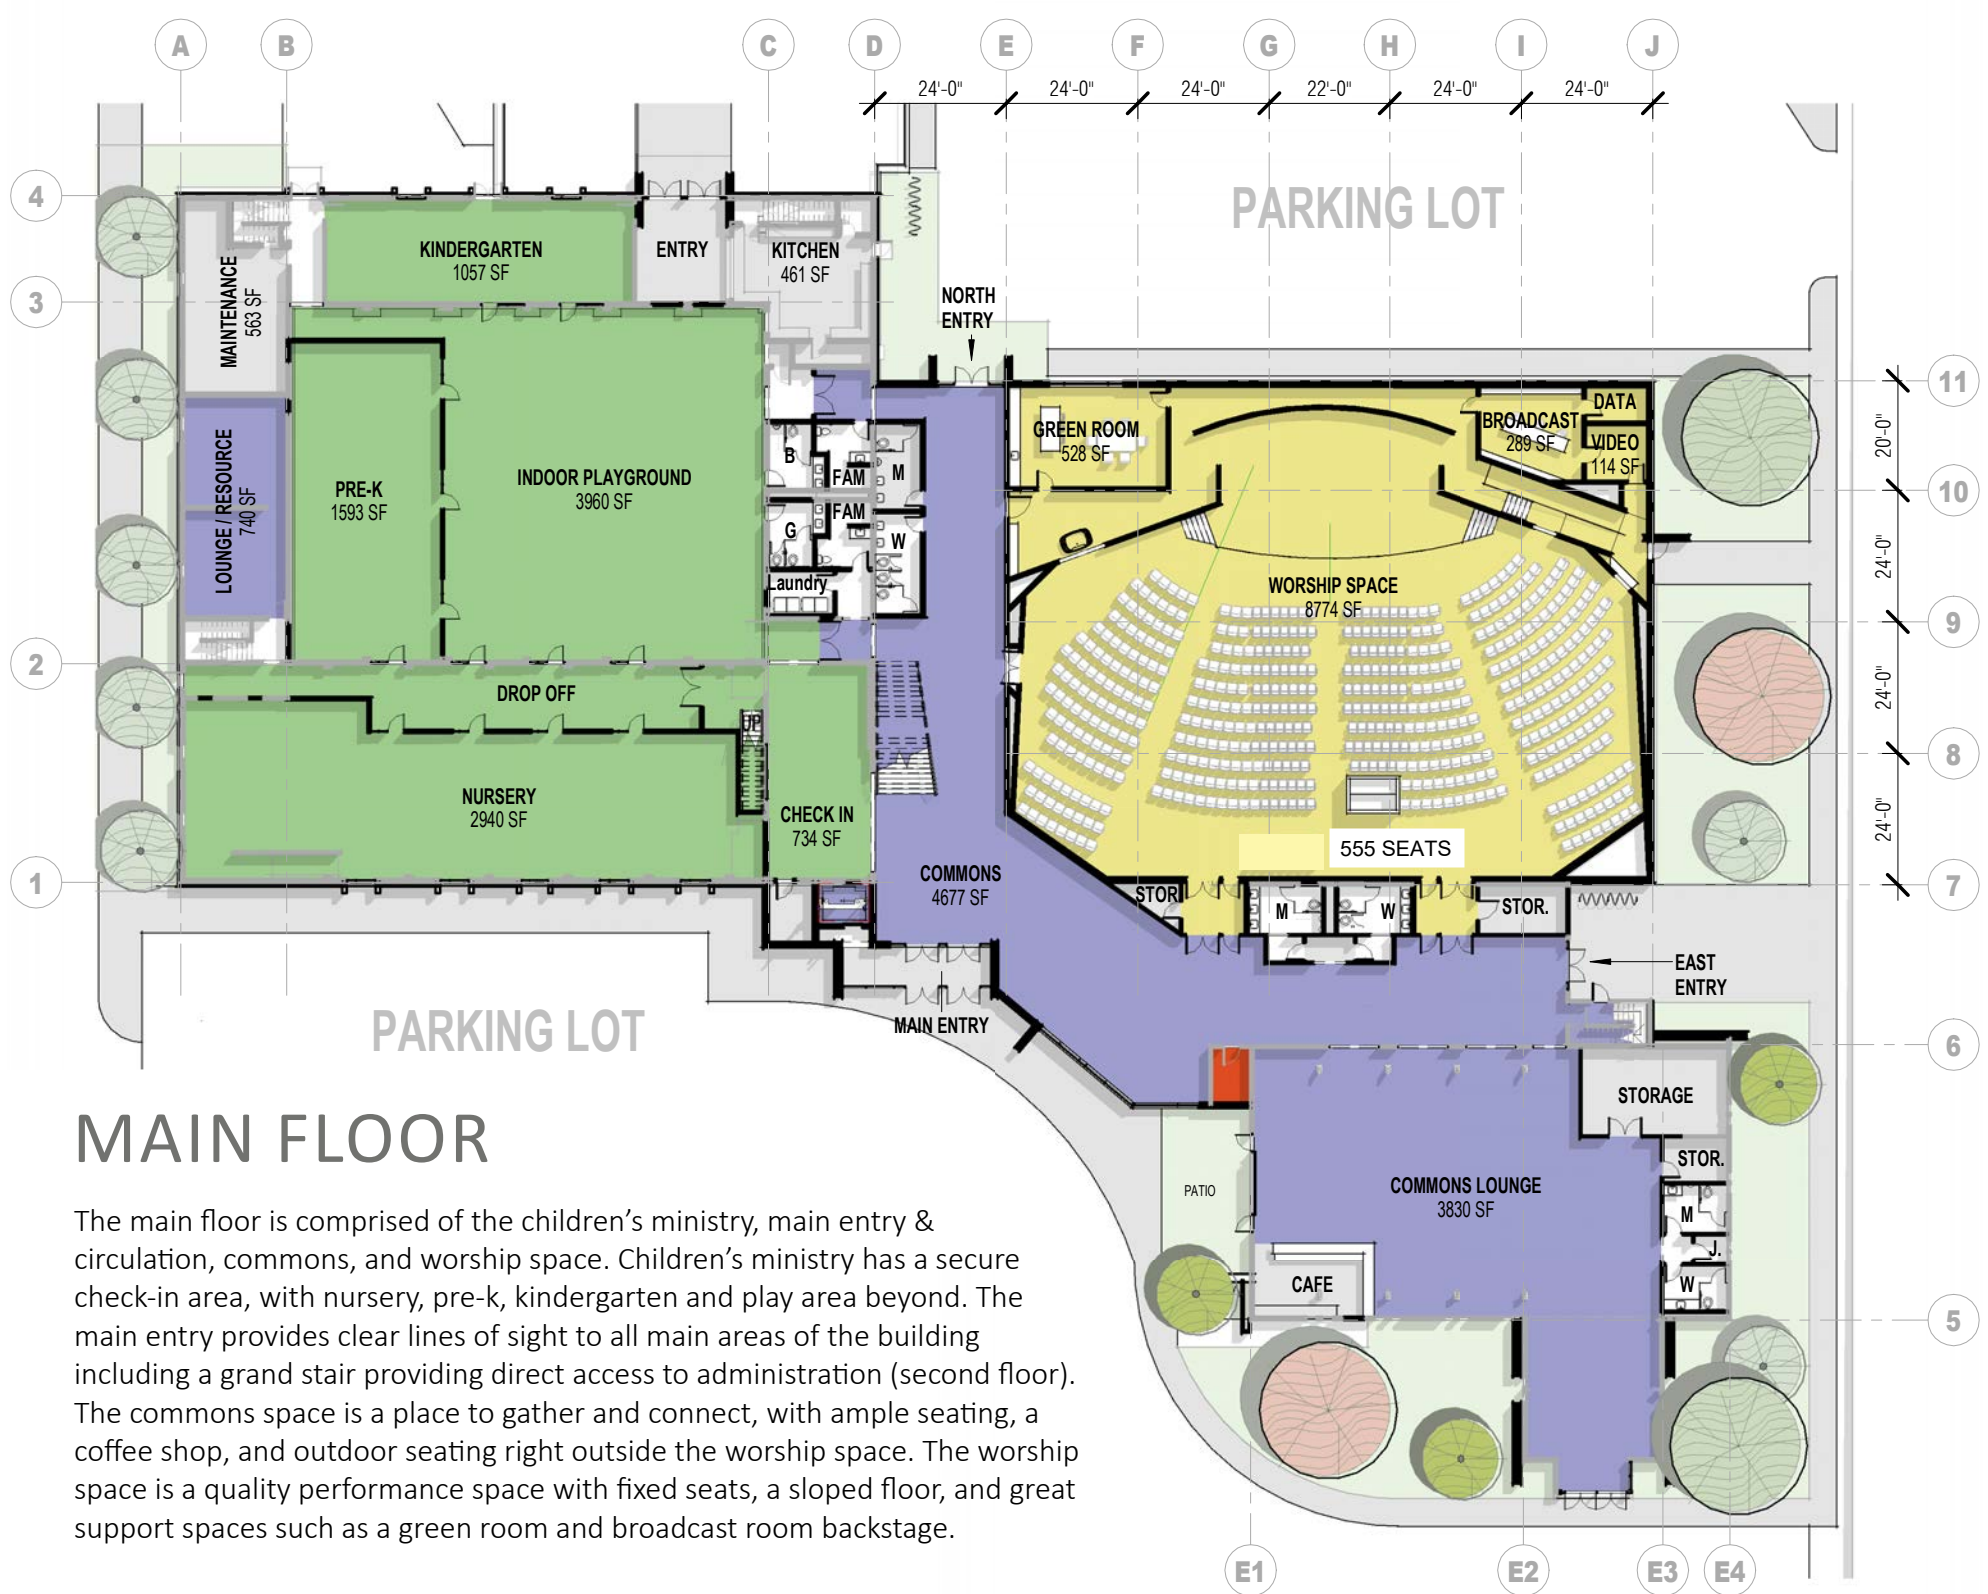 A B C D E F G H I J
24'-0" 24'-0" 24'-0" 22'-0" 24'-0" 24'-0"
4
PARKING LOT
KINDERGARTEN
1057 SF
ENTRY
KITCHEN
461 SF
MAINTENANCE
563 SF
3
NORTH
ENTRY
11
DATA
BROADCAST
289 SF
VIDEO
114 SF
GREEN ROOM
528 SF
20'-0"
LOUNGE / RESOURCE
740 SF
PRE-K
1593 SF
INDOOR PLAYGROUND
3960 SF
B
FAM
M
FAM
G
W
Laundry
10
24'-0"
WORSHIP SPACE
8774 SF
9
2
DROP OFF
UP
24'-0"
8
NURSERY
2940 SF
CHECK IN
734 SF
24'-0"
555 SEATS
1
COMMONS
4677 SF
7
STOR
M
W
STOR.
EAST
ENTRY
PARKING LOT
MAIN ENTRY
6
STORAGE
STOR.
MAIN FLOOR
PATIO
COMMONS LOUNGE
3830 SF
M
J.
W
CAFE
5
The main floor is comprised of the children's ministry, main entry &
circulation, commons, and worship space. Children's ministry has a secure
check-in area, with nursery, pre-k, kindergarten and play area beyond. The
main entry provides clear lines of sight to all main areas of the building
including a grand stair providing direct access to administration (second floor).
The commons space is a place to gather and connect, with ample seating, a
coffee shop, and outdoor seating right outside the worship space. The worship
space is a quality performance space with fixed seats, a sloped floor, and great
support spaces such as a green room and broadcast room backstage.
E1 E2 E3 E4